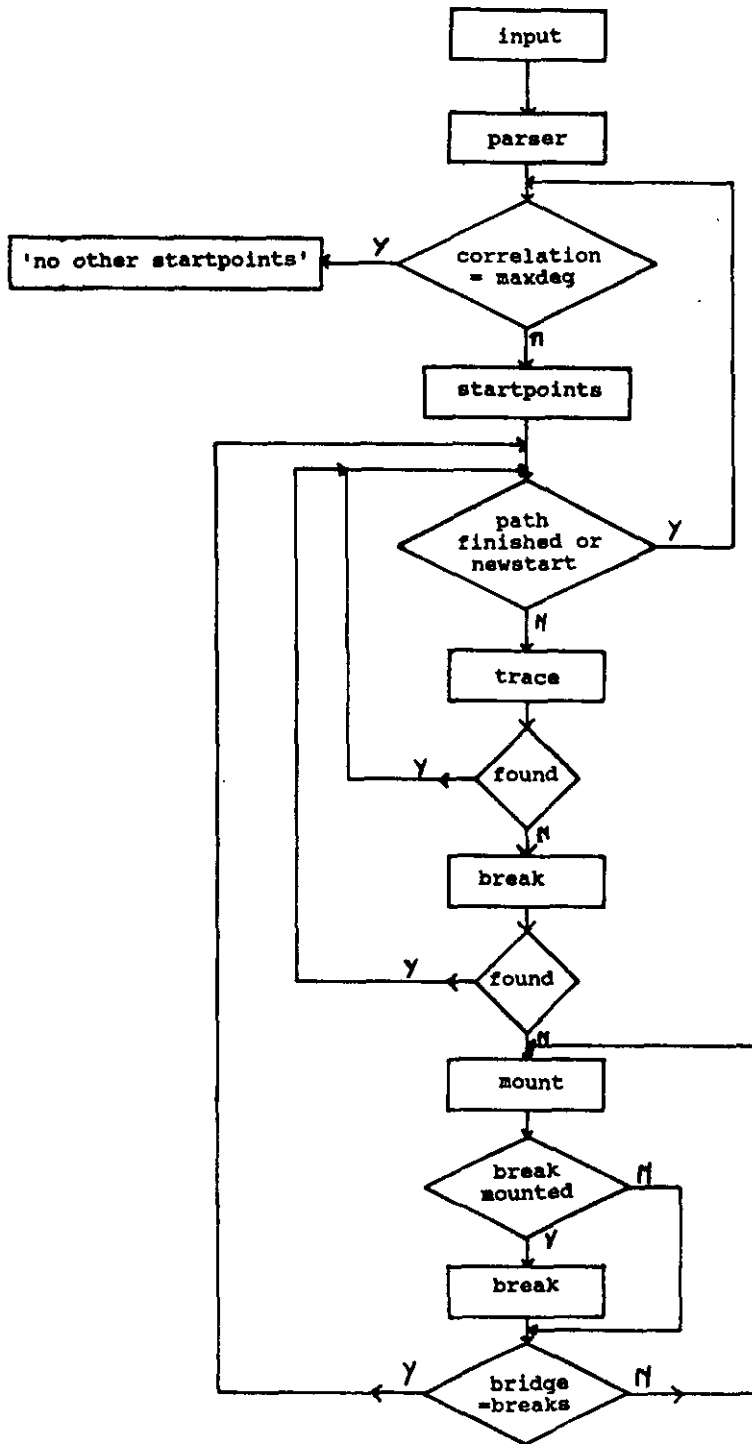 input
parser
'no other startpoints'
Y
correlation
= maxdeg
n
startpoints
path
finished or
newstart
Y
N
trace
Y
found
N
break
Y
found
N
mount
break
mounted
N
Y
break
Y
bridge
=breaks
N